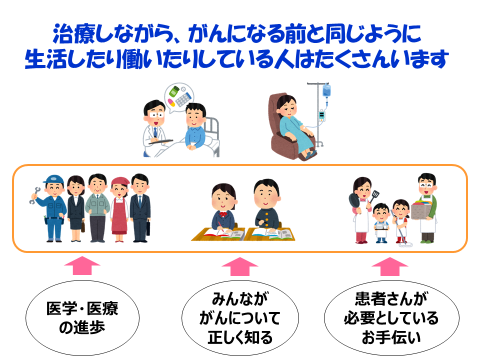 治療しながら、がんになる前と同じように
生活したり働いたりしている人はたくさんいます
医学・医療
の進歩
みんなが
がんについて
正しく知る
患者さんが
必要としている
お手伝い